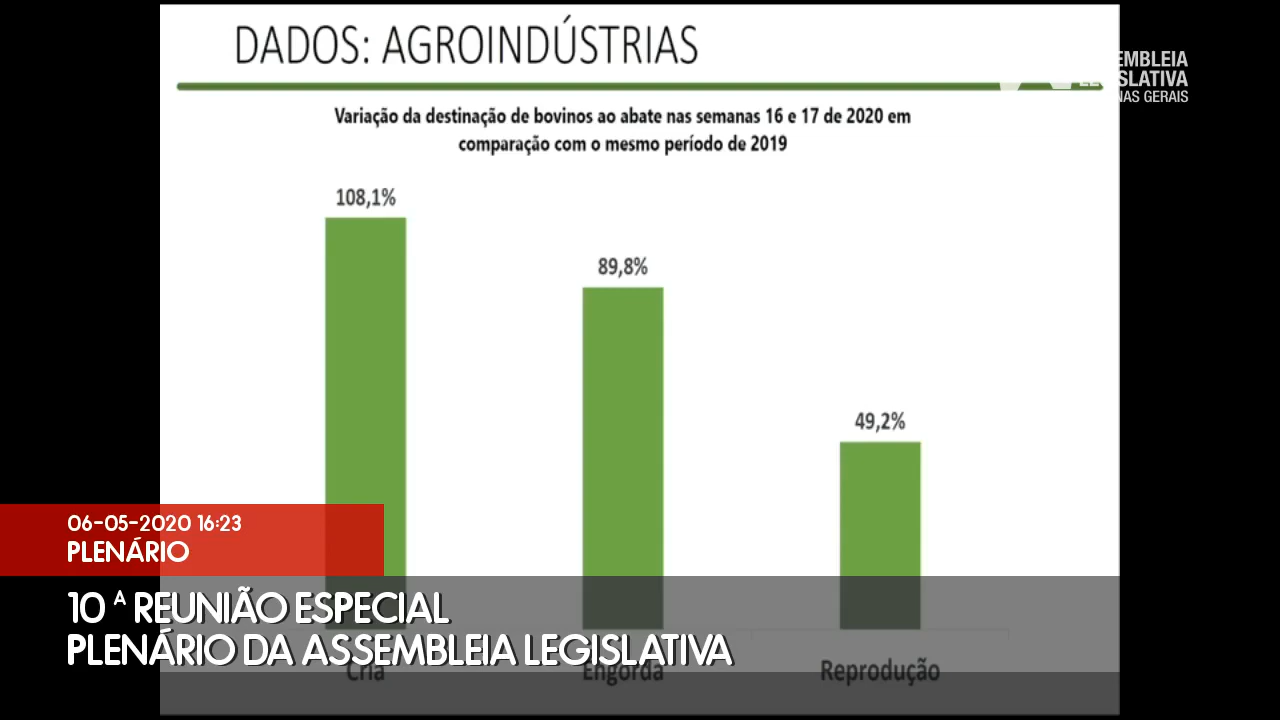 DADOS: AGROINDÚSTRIAS
EMBLEIA
SLATIVA
NAS GERAIS
Variação da destinação de bovinos ao abate nas semanas 16 e 17 de 2020 em
comparação com o mesmo período de 2019
108,1%
89,8%
49,2%
06-05-2020 16:23
PLENÁRIO
10 ª REUNIÃO ESPECIAL
PLENÁRIO DA ASSEMBLEIA LEGISLATIVA
Cria
Engorda
Reprodução